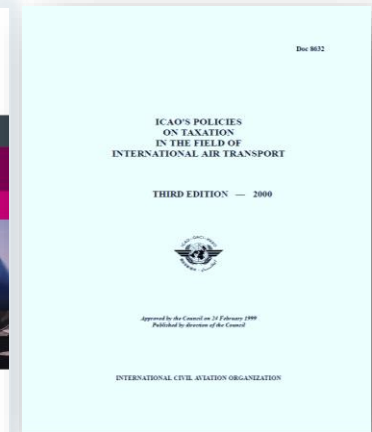 Doc 8632
ICAO'S POLICIES
ON TAXATION
IN THE FIELD OF
INTERNATIONAL AIR TRANSPORT
THIRD EDITION — 2000
Approved by the Council on 24 February 1999
Published by direction of the Council
INTERNATIONAL CIVIL AVIATION ORGANIZATION